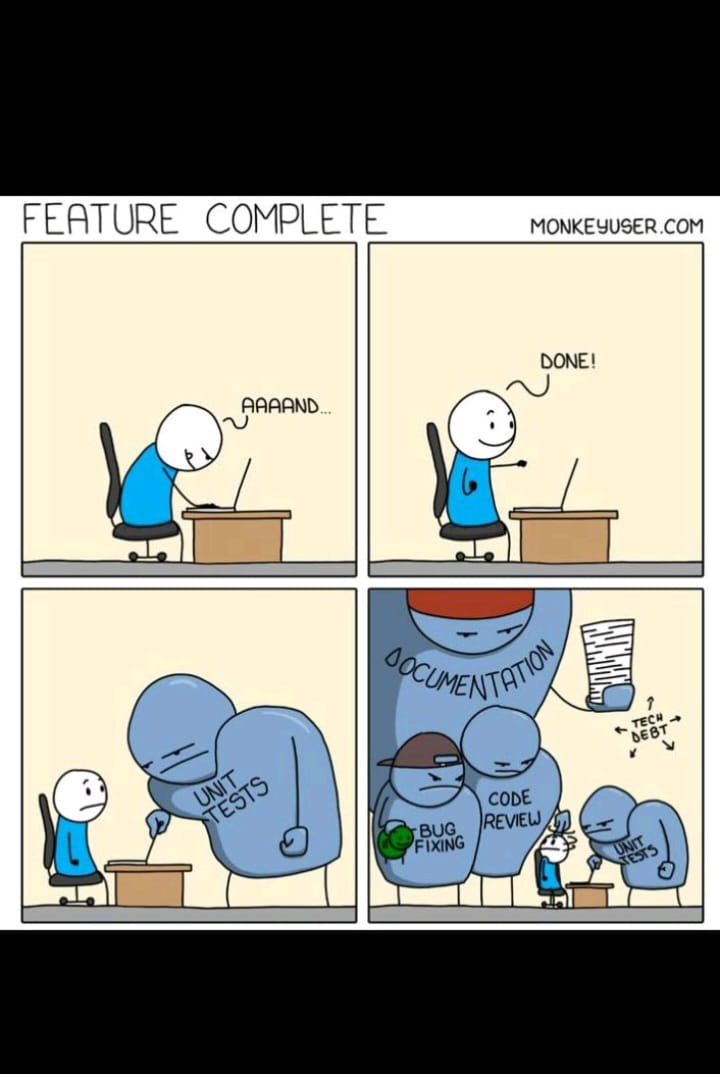 FEATURE COMPLETE
MONKEYUSER.COM
AAAAND...
DONE!
UNIT
TESTS
DOCUMENTATION
TECH
DEBT
CODE
REVIEW
BUG
FIXING
UNIT
TESTS